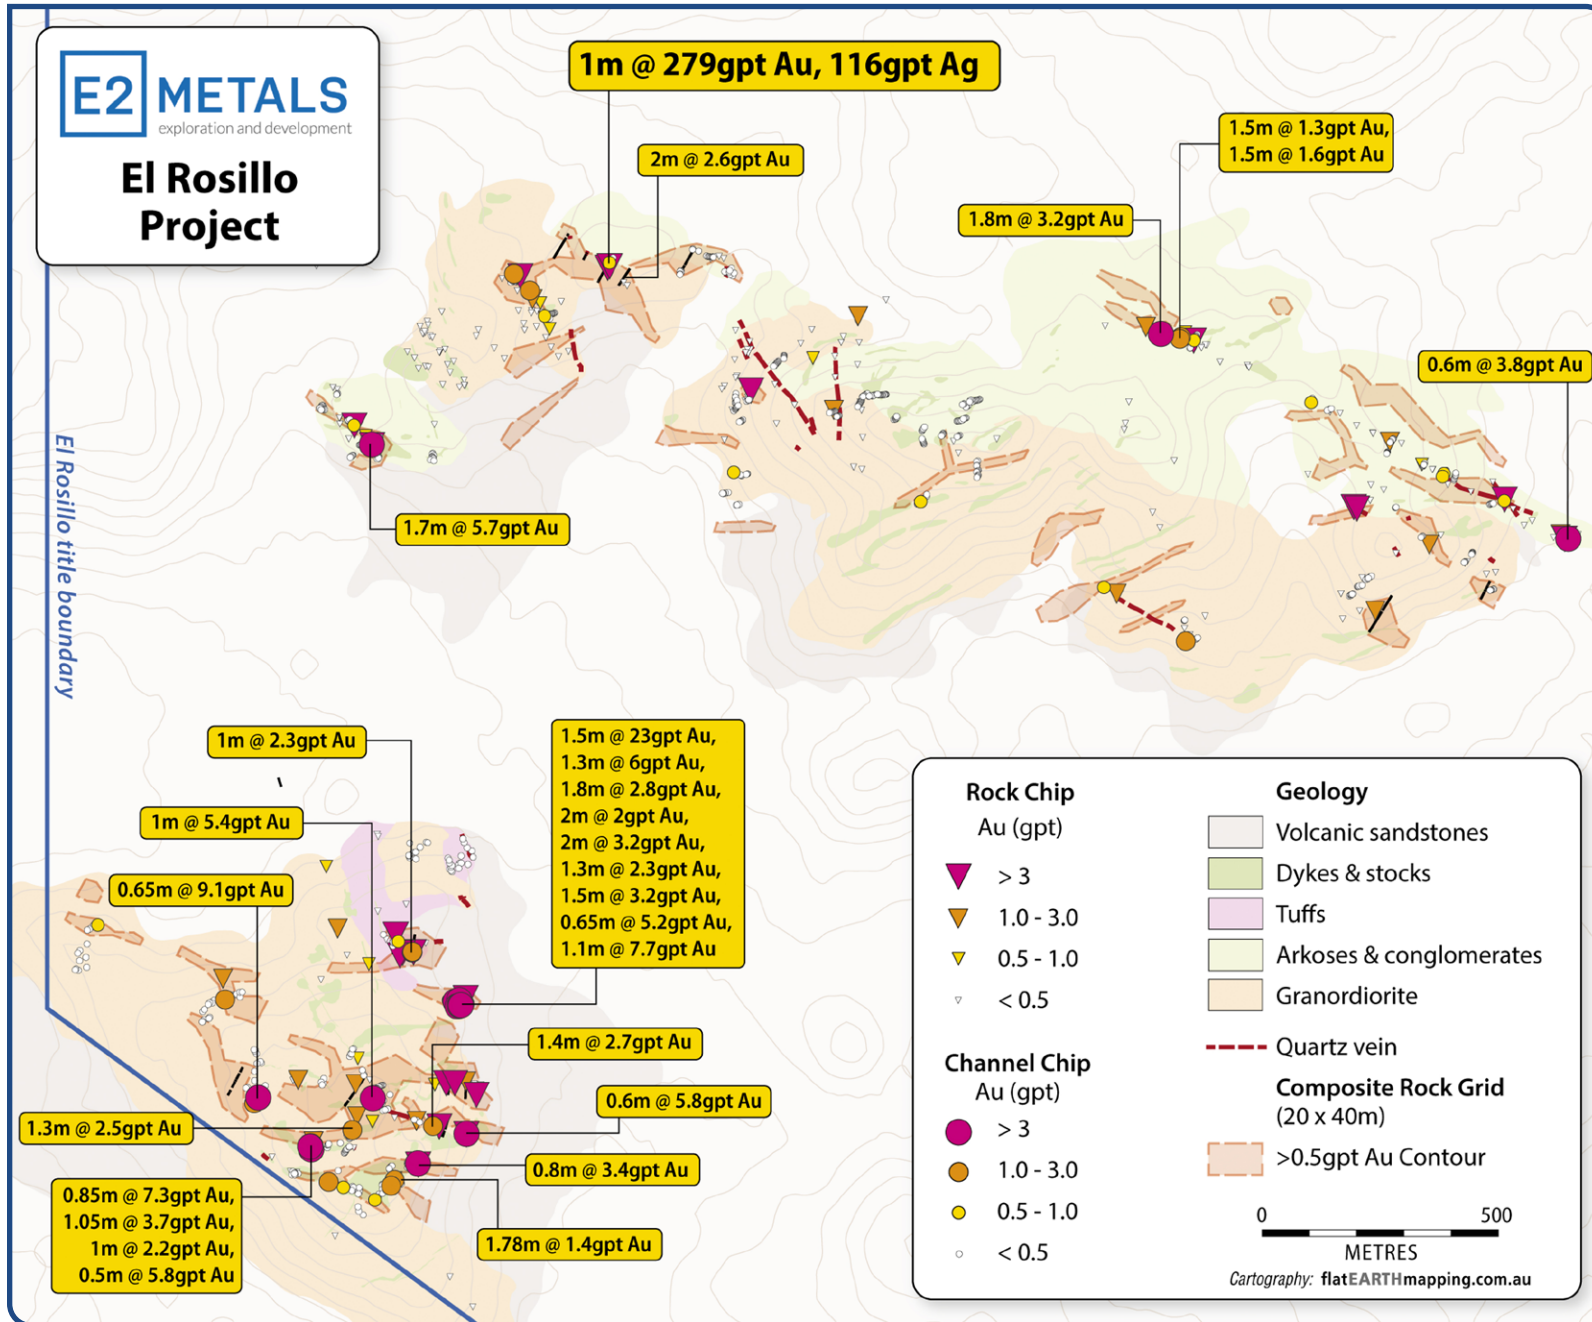 E2 METALS
exploration and development
El Rosillo
Project
1m @ 279gpt Au, 116gpt Ag
2m @ 2.6gpt Au
1.5m @ 1.3gpt Au,
1.5m @ 1.6gpt Au
1.8m @ 3.2gpt Au
0.6m @ 3.8gpt Au
1.7m @ 5.7gpt Au
El Rosillo title boundary
1m @ 2.3gpt Au
1m @ 5.4gpt Au
0.65m @ 9.1gpt Au
1.5m @ 23gpt Au,
1.3m @ 6gpt Au,
1.8m @ 2.8gpt Au,
2m @ 2gpt Au,
2m @ 3.2gpt Au,
1.3m @ 2.3gpt Au,
1.5m @ 3.2gpt Au,
0.65m @ 5.2gpt Au,
1.1m @ 7.7gpt Au
1.4m @ 2.7gpt Au
0.6m @ 5.8gpt Au
1.3m @ 2.5gpt Au
0.8m @ 3.4gpt Au
0.85m @ 7.3gpt Au,
1.05m @ 3.7gpt Au,
1m @ 2.2gpt Au,
0.5m @ 5.8gpt Au
1.78m @ 1.4gpt Au
Rock Chip
Au (gpt)
> 3
1.0 - 3.0
0.5 - 1.0
< 0.5
Channel Chip
Au (gpt)
> 3
1.0 - 3.0
0.5 - 1.0
< 0.5
Geology
Volcanic sandstones
Dykes & stocks
Tuffs
Arkoses & conglomerates
Granordiorite
Quartz vein
Composite Rock Grid
(20 x 40m)
>0.5gpt Au Contour
0 500
METRES
Cartography: flatEARTHmapping.com.au